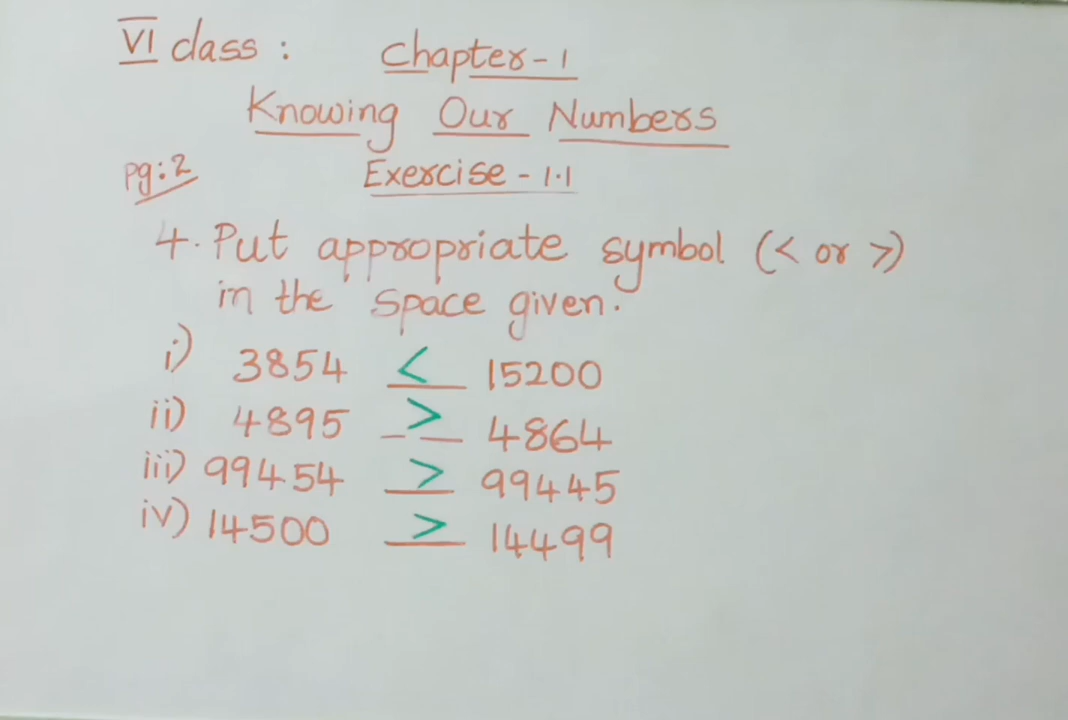 VI class : Chapter - 1
Knowing Our Numbers
pg:2 Exercise - 1.1
4. Put appropriate symbol (< or >)
in the space given.
i) 3854 < 15200
ii) 4895 > 4864
iii) 99454 > 99445
iv) 14500 > 14499